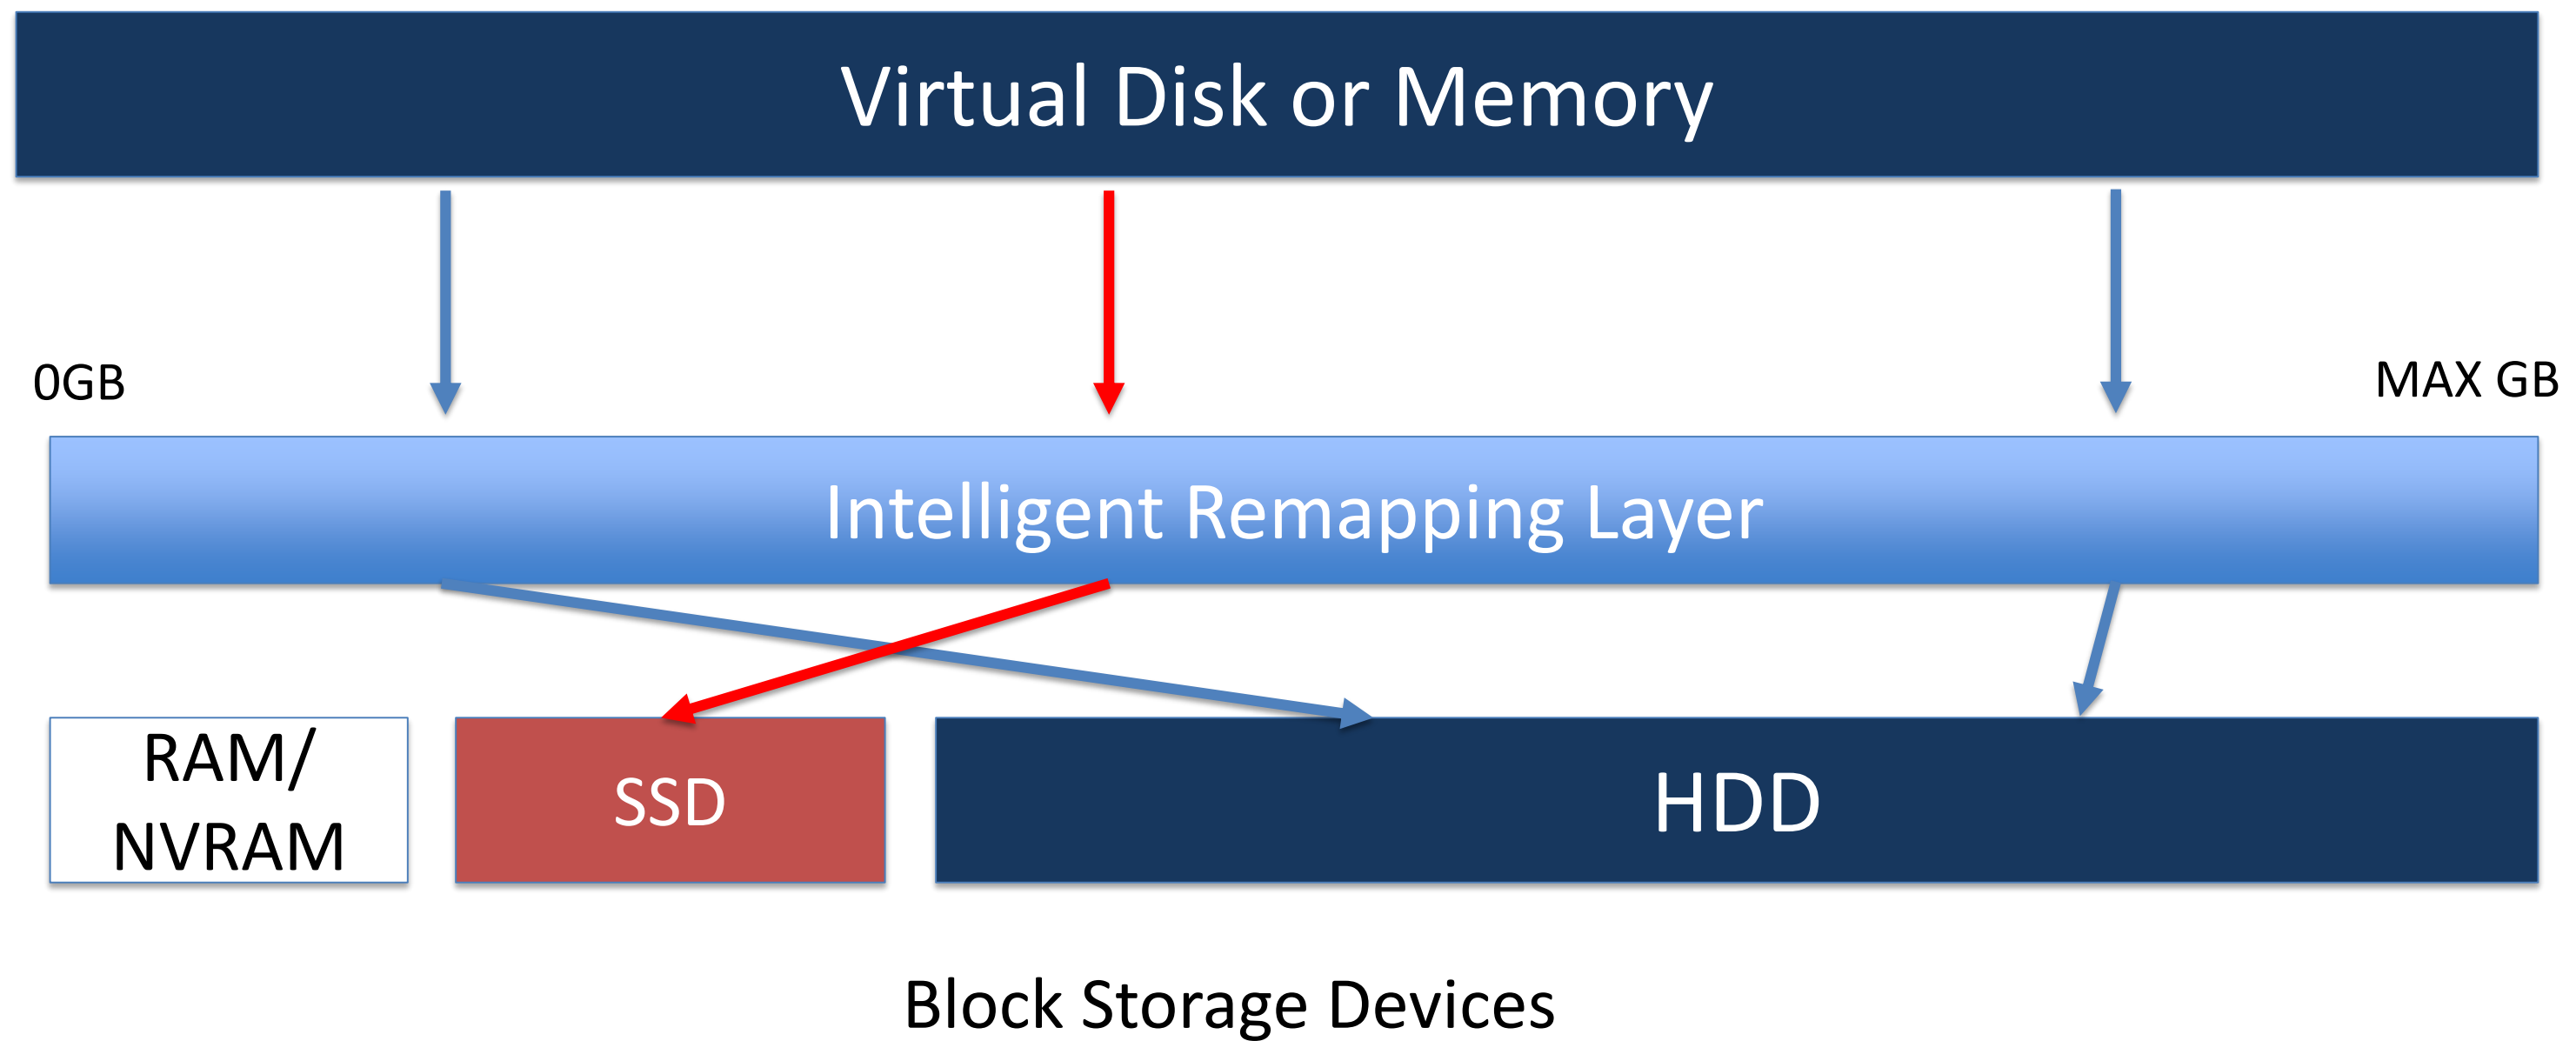 Virtual Disk or Memory
0GB
MAX GB
Intelligent Remapping Layer
RAM/
NVRAM
SSD
HDD
Block Storage Devices